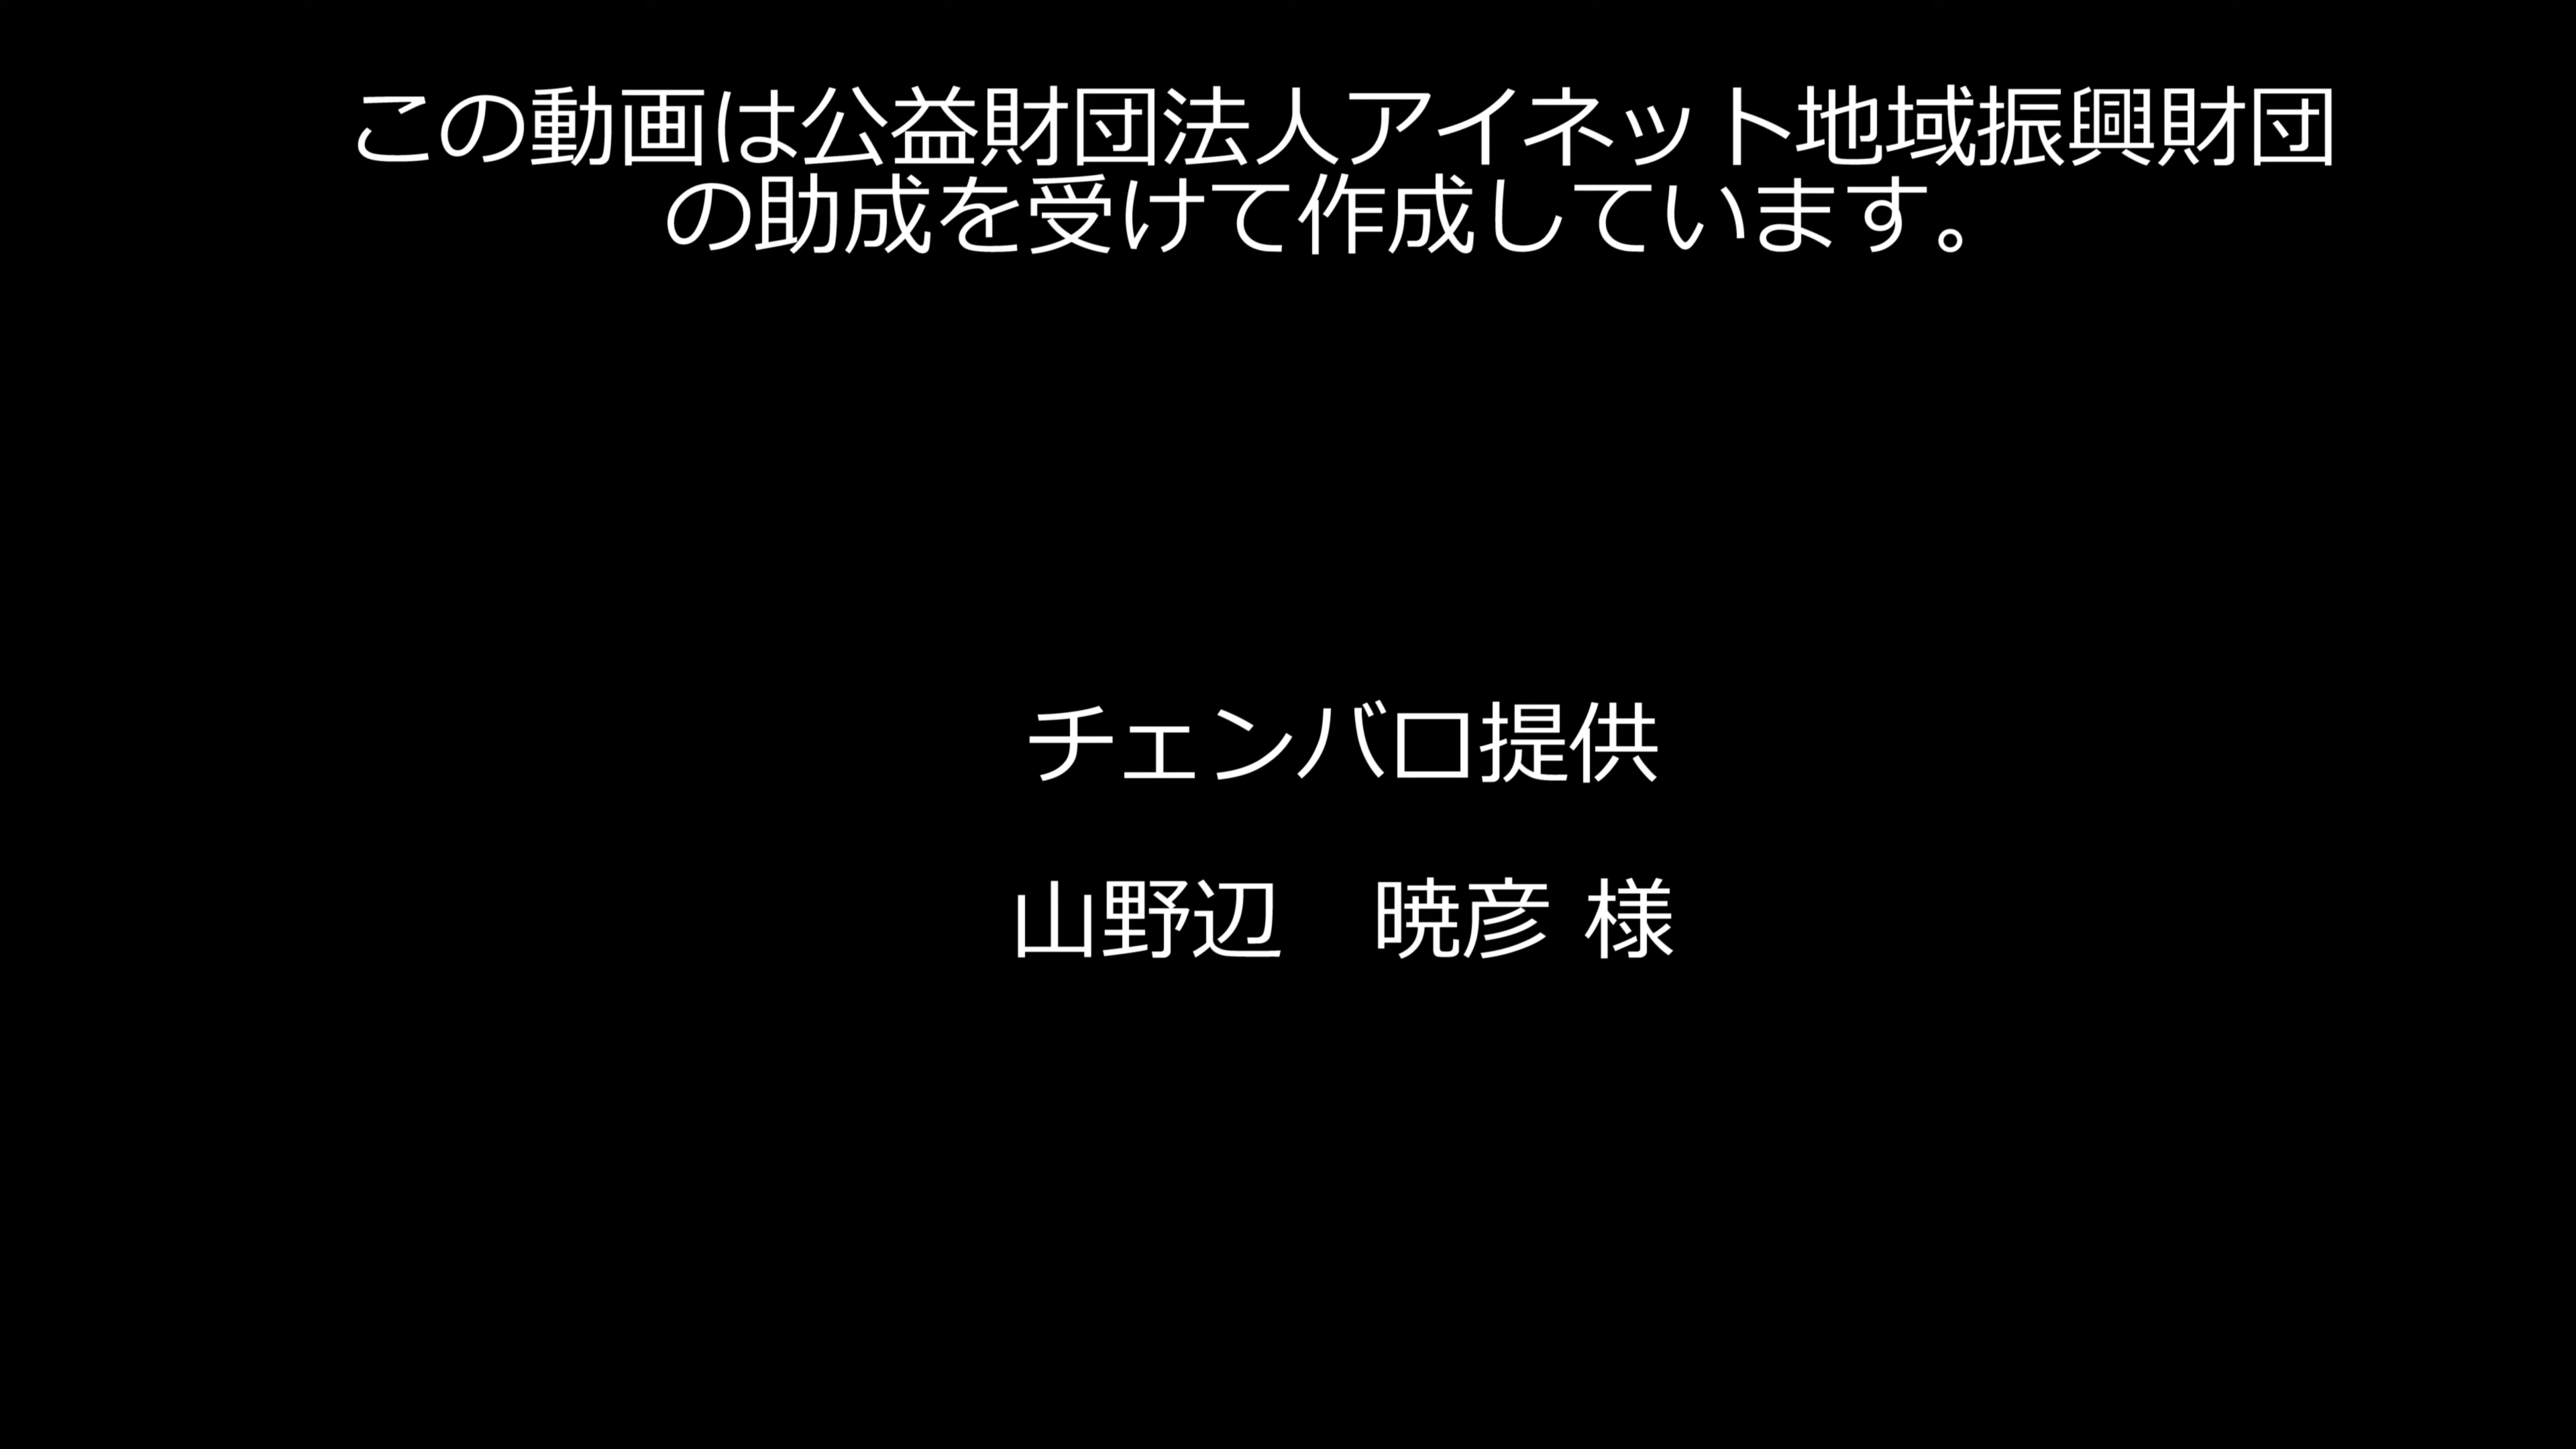 この動画は公益財団法人アイネット地域振興財団
の助成を受けて作成しています。
チェンバロ提供
山野辺　暁彦 様